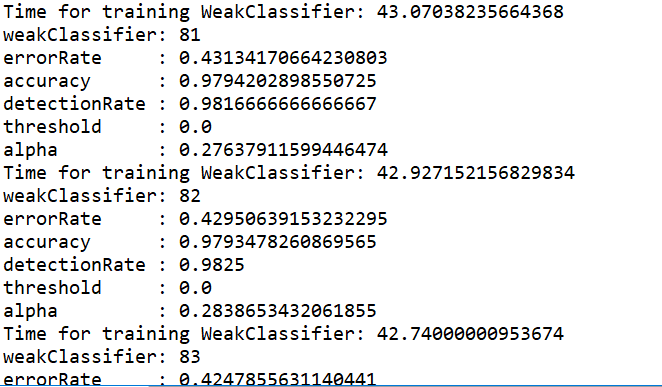 Time for training WeakClassifier: 43.07038235664368
weakClassifier: 81
errorRate     : 0.43134170664230803
accuracy      : 0.9794202898550725
detectionRate : 0.9816666666666667
threshold     : 0.0
alpha         : 0.27637911599446474
Time for training WeakClassifier: 42.927152156829834
weakClassifier: 82
errorRate     : 0.42950639153232295
accuracy      : 0.9793478260869565
detectionRate : 0.9825
threshold     : 0.0
alpha         : 0.2838653432061855
Time for training WeakClassifier: 42.74000000953674
weakClassifier: 83
errorRate     : 0.4247855631140441